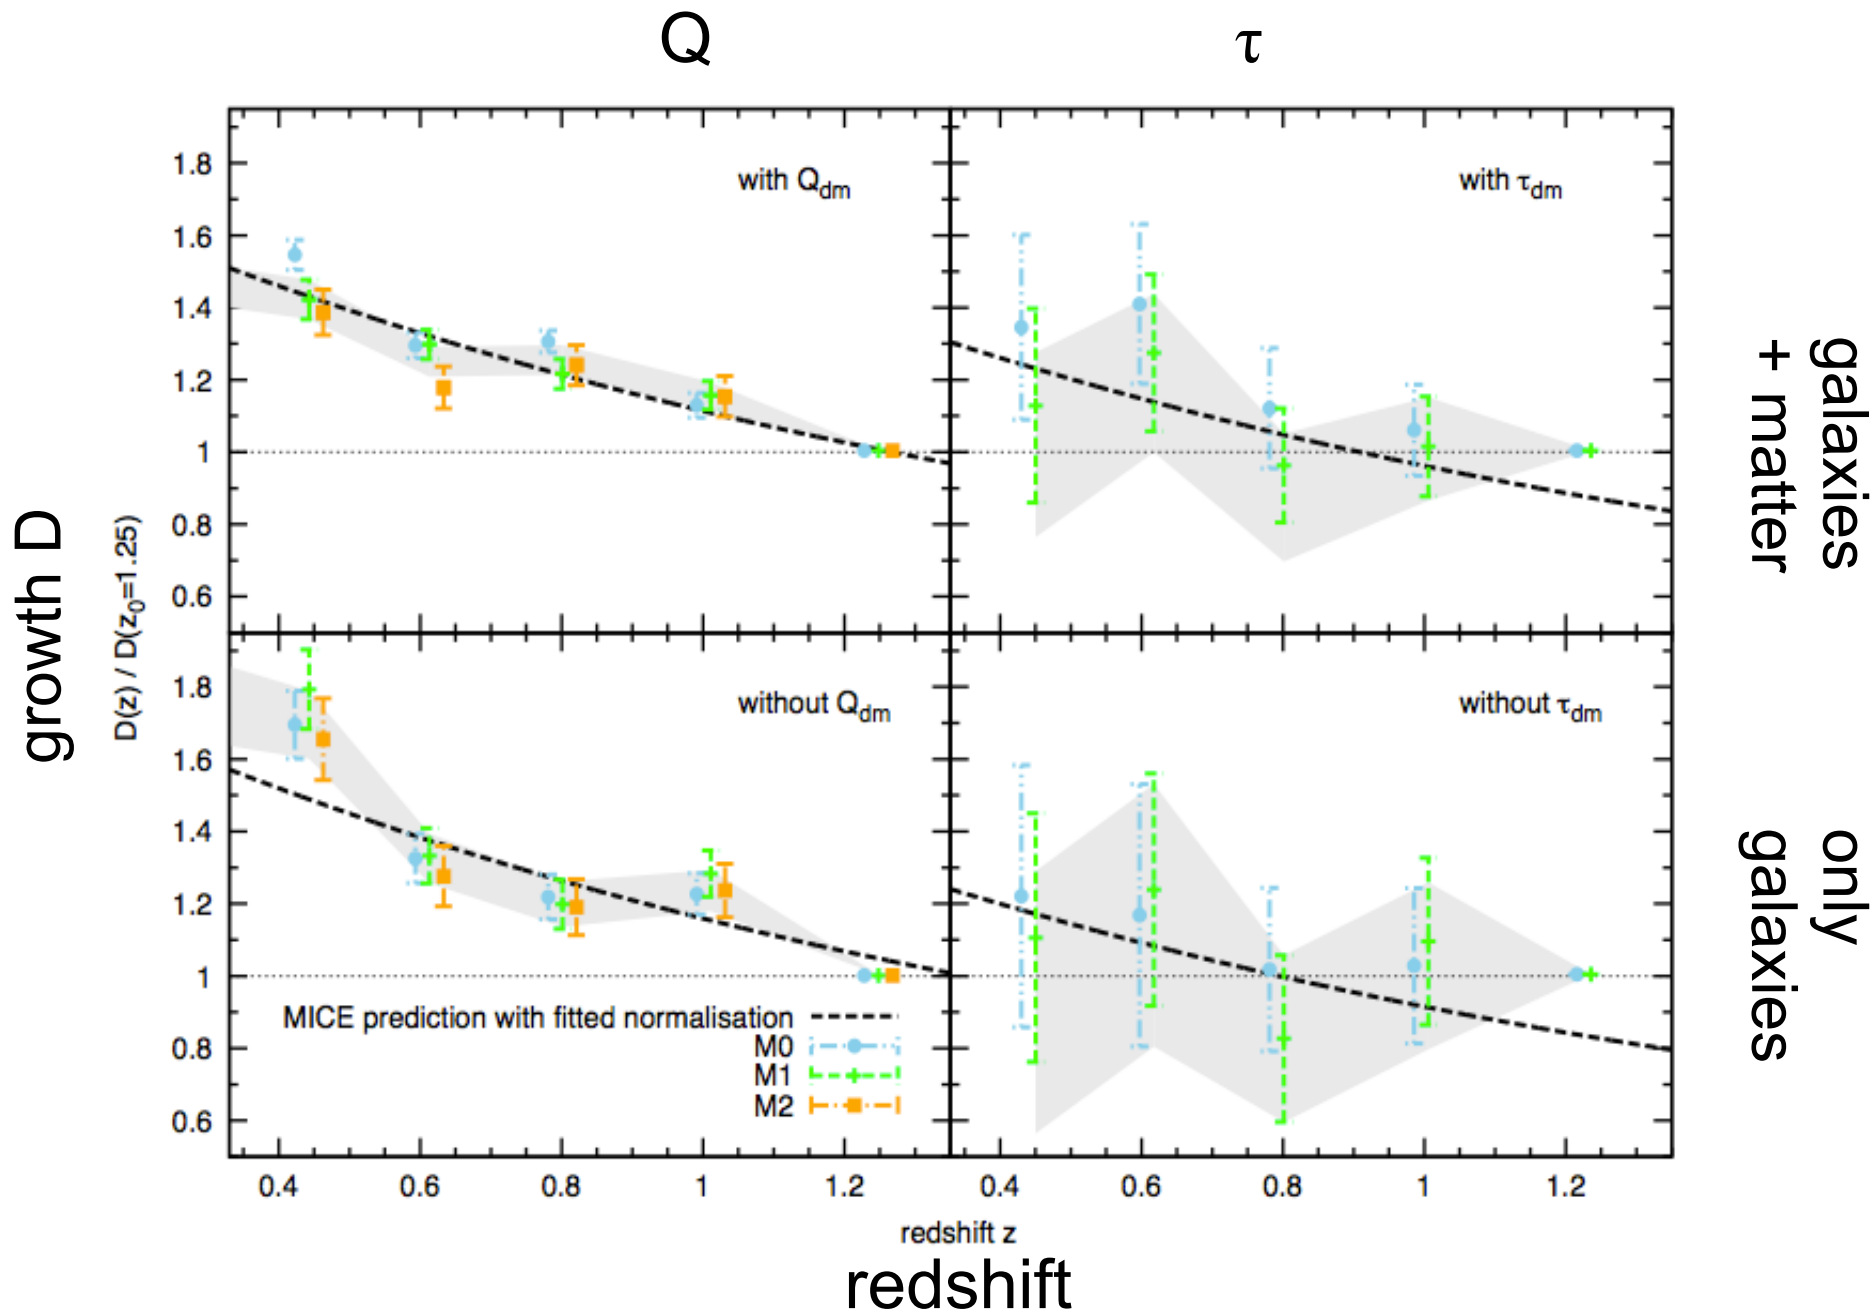 Q
τ
with Q_dm
with τ_dm
1.8
1.6
1.4
1.2
1
0.8
0.6
galaxies
+ matter
growth D
D(z) / D(z_0=1.25)
without Q_dm
without τ_dm
1.8
1.6
1.4
1.2
1
0.8
0.6
only
galaxies
MICE prediction with fitted normalisation
M0
M1
M2
0.4 0.6 0.8 1 1.2
0.4 0.6 0.8 1 1.2
redshift z
redshift